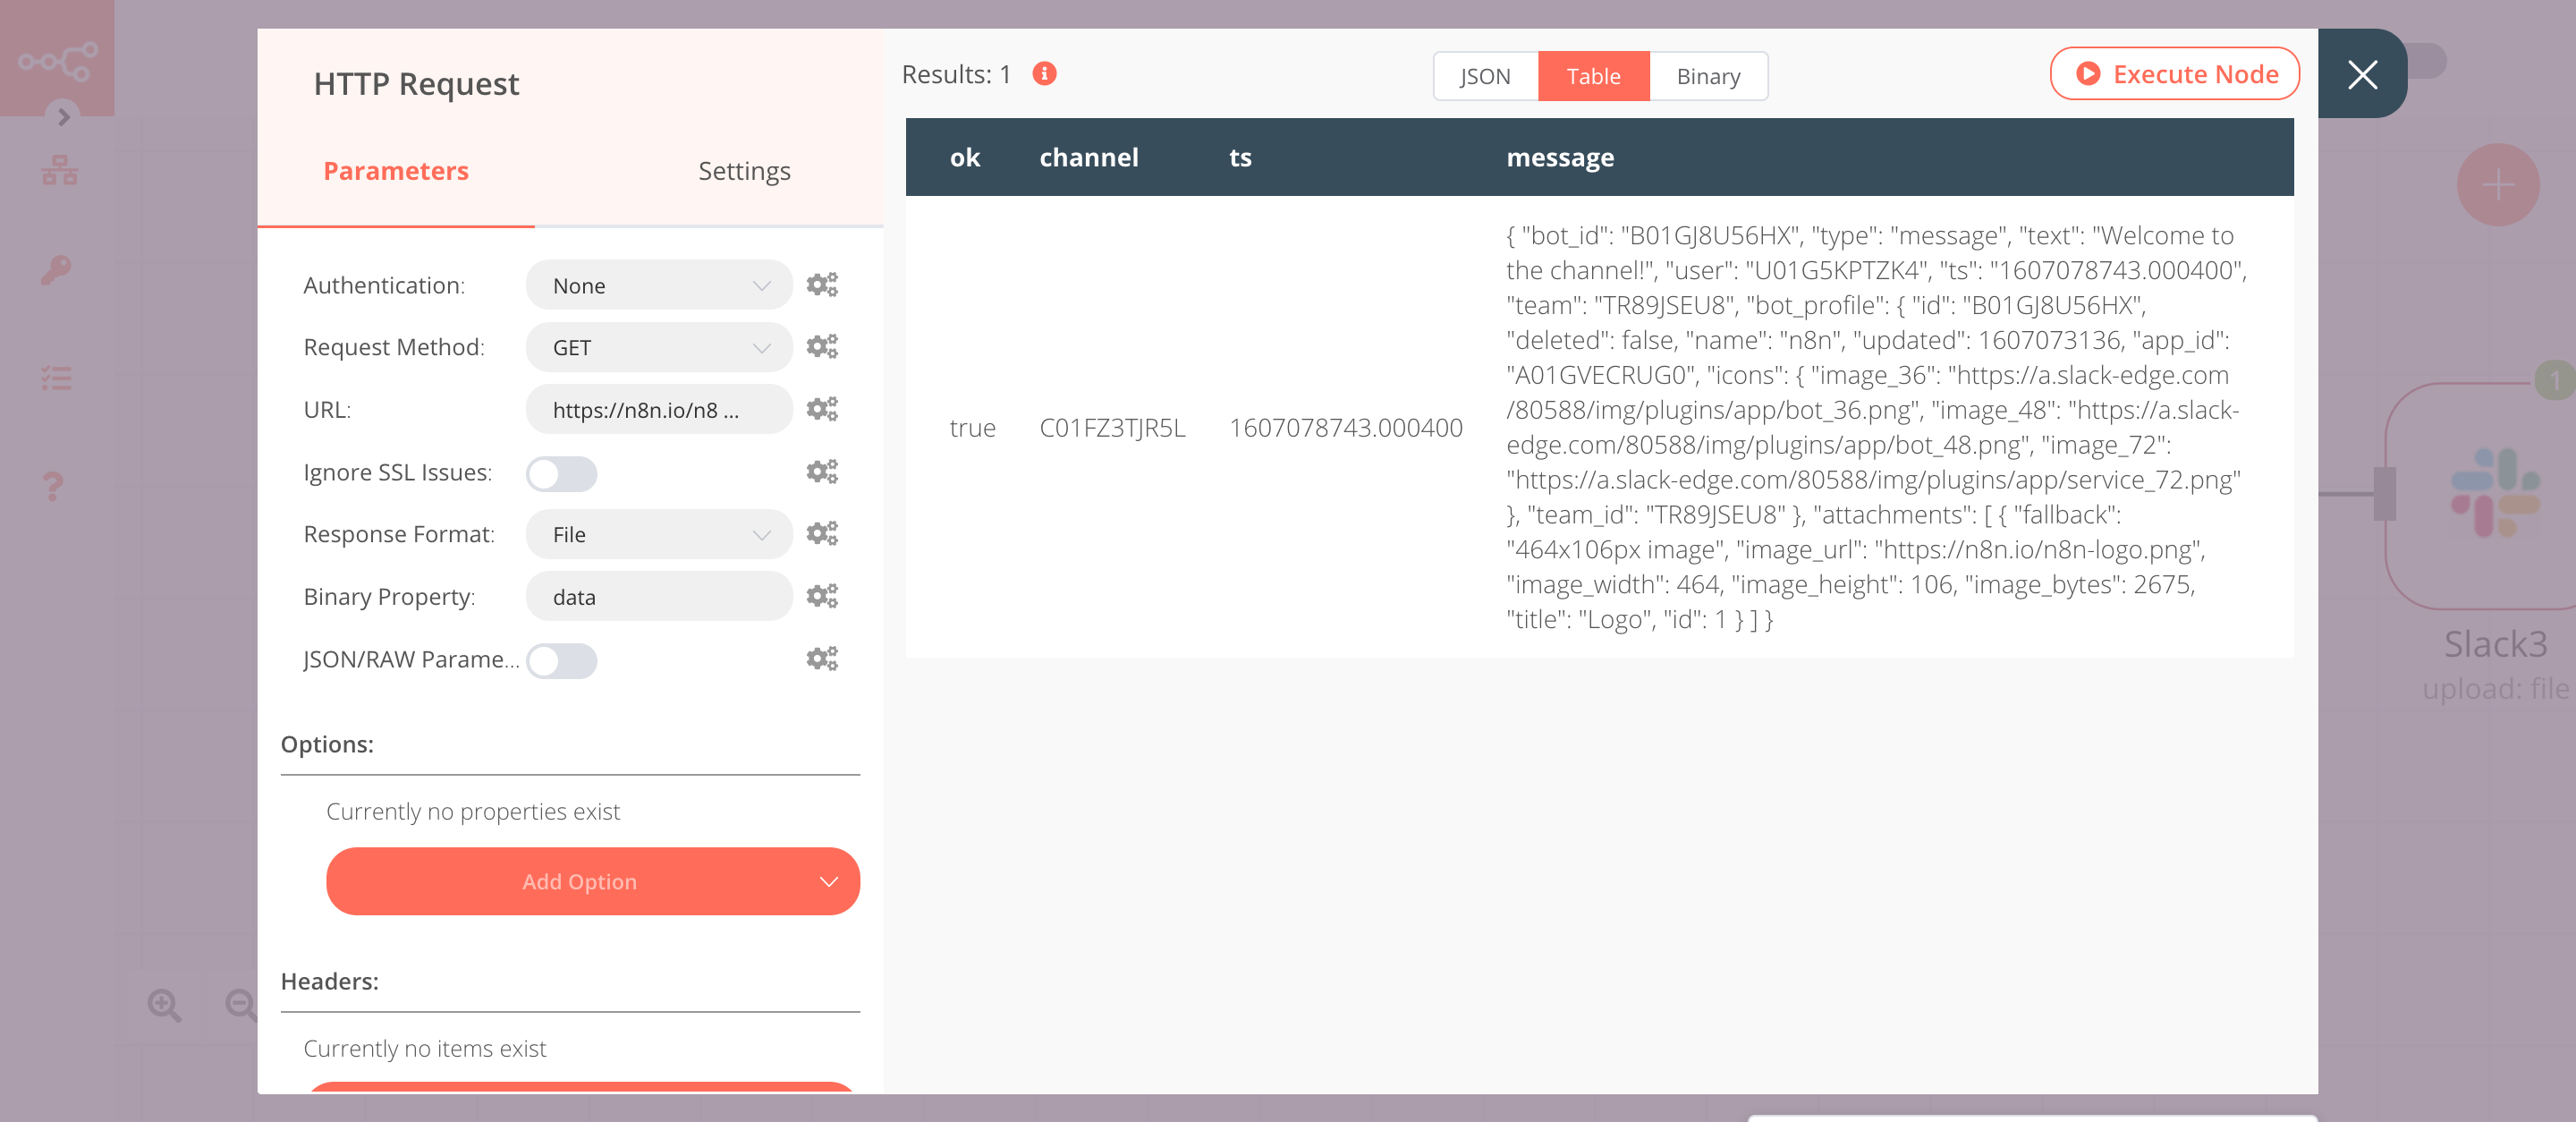 HTTP Request
Parameters Settings
Authentication: None
Request Method: GET
URL: https://n8n.io/n8 ...
Ignore SSL Issues:
Response Format: File
Binary Property: data
JSON/RAW Parame...
Options:
Currently no properties exist
Add Option
Headers:
Currently no items exist
Results: 1
JSON Table Binary
Execute Node
ok channel ts message
true C01FZ3TJR5L 1607078743.000400
{ "bot_id": "B01GJ8U56HX", "type": "message", "text": "Welcome to
the channel!", "user": "U01G5KPTZK4", "ts": "1607078743.000400",
"team": "TR89JSEU8", "bot_profile": { "id": "B01GJ8U56HX",
"deleted": false, "name": "n8n", "updated": 1607073136, "app_id":
"A01GVECRUG0", "icons": { "image_36": "https://a.slack-edge.com
/80588/img/plugins/app/bot_36.png", "image_48": "https://a.slack-
edge.com/80588/img/plugins/app/bot_48.png", "image_72":
"https://a.slack-edge.com/80588/img/plugins/app/service_72.png"
}, "team_id": "TR89JSEU8" }, "attachments": [ { "fallback":
"464x106px image", "image_url": "https://n8n.io/n8n-logo.png",
"image_width": 464, "image_height": 106, "image_bytes": 2675,
"title": "Logo", "id": 1 } ] }
1
Slack3
upload: file